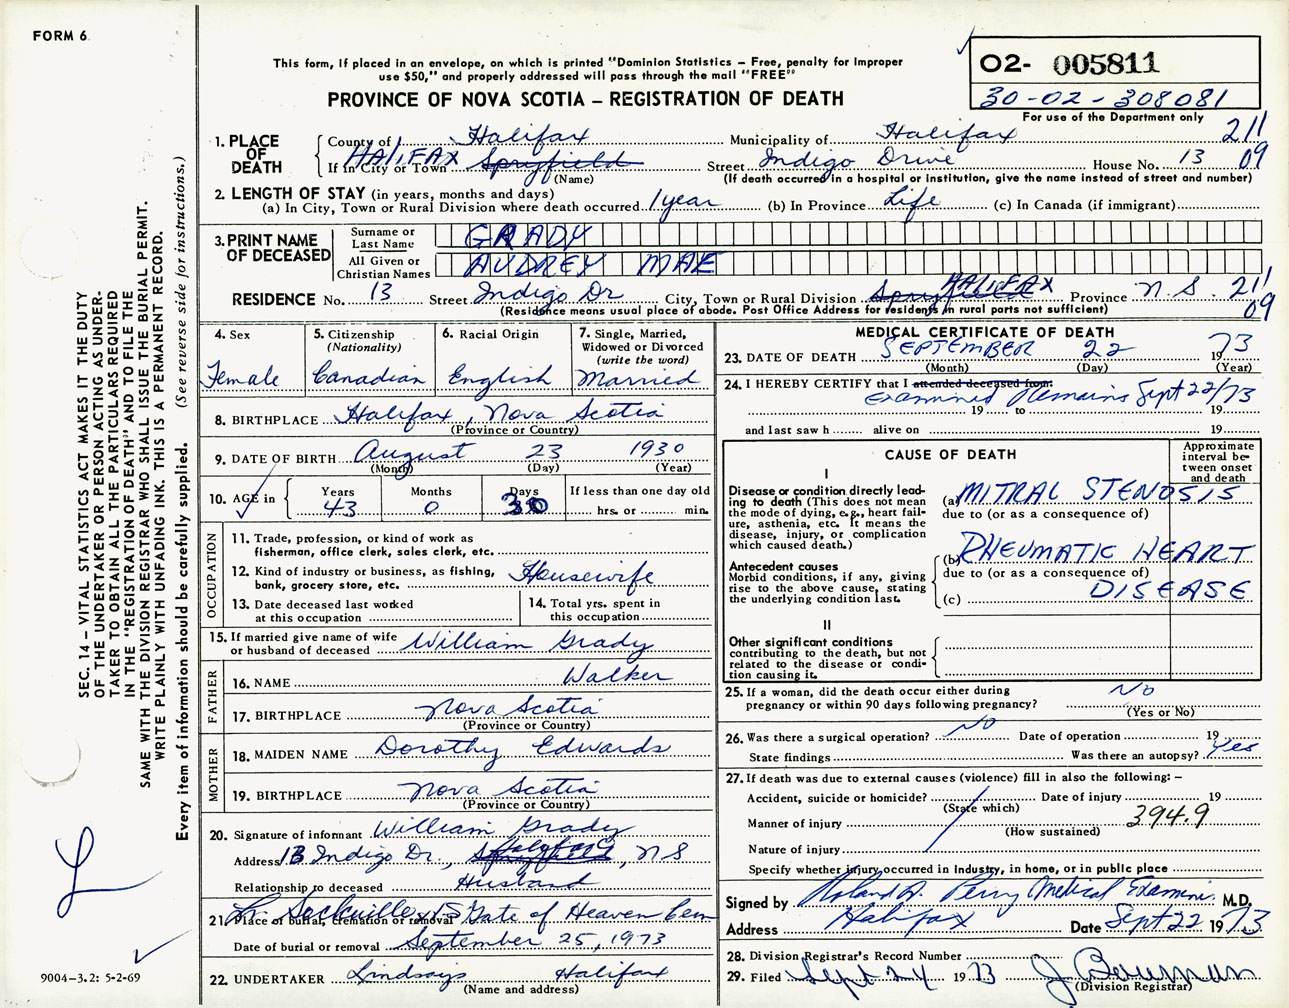 FORM 6
This form, if placed in an envelope, on which is printed "Dominion Statistics – Free, penalty for improper
use $50," and properly addressed will pass through the mail "FREE"
PROVINCE OF NOVA SCOTIA – REGISTRATION OF DEATH
02- 005811
30-02-308081
For use of the Department only
211
09
1. PLACE OF DEATH
County of Halifax Municipality of Halifax
If in City or Town HALIFAX Spryfield Street Indigo Drive House No. 13
(Name) (If death occurred in a hospital or institution, give the name instead of street and number)
2. LENGTH OF STAY (in years, months and days)
(a) In City, Town or Rural Division where death occurred 1 year (b) In Province Life (c) In Canada (if immigrant)
3. PRINT NAME OF DECEASED
Surname or Last Name GRADY
All Given or Christian Names AUDREY MAE
RESIDENCE No. 13 Street Indigo Dr City, Town or Rural Division Spryfield HALIFAX Province N.S. 211
(Residence means usual place of abode. Post Office Address for residents in rural parts not sufficient) 09
4. Sex Female
5. Citizenship (Nationality) Canadian
6. Racial Origin English
7. Single, Married, Widowed or Divorced (write the word) Married
8. BIRTHPLACE Halifax, Nova Scotia
(Province or Country)
9. DATE OF BIRTH August 23 1930
(Month) (Day) (Year)
10. AGE in Years 43 Months 0 Days 30 If less than one day old
hrs. or min.
OCCUPATION
11. Trade, profession, or kind of work as
fisherman, office clerk, sales clerk, etc.
12. Kind of industry or business, as fishing,
bank, grocery store, etc. Housewife
13. Date deceased last worked
at this occupation
14. Total yrs. spent in
this occupation
15. If married give name of wife
or husband of deceased William Grady
FATHER
16. NAME Walker
17. BIRTHPLACE Nova Scotia
(Province or Country)
MOTHER
18. MAIDEN NAME Dorothy Edwards
19. BIRTHPLACE Nova Scotia
(Province or Country)
20. Signature of informant William Grady
Address 13 Indigo Dr., Spryfield Halifax, NS
Relationship to deceased Husband
21. Place of burial, cremation or removal Lr. Sackville NS Gate of Heaven Cem
Date of burial or removal September 25, 1973
22. UNDERTAKER Lindsays Halifax
(Name and address)
MEDICAL CERTIFICATE OF DEATH
23. DATE OF DEATH SEPTEMBER 22 1973
(Month) (Day) (Year)
24. I HEREBY CERTIFY that I attended deceased from:
Examined Remains Sept 22/73
19 to 19
and last saw h alive on 19
CAUSE OF DEATH
Approximate interval between onset and death
I
Disease or condition directly leading to death (This does not mean the mode of dying, e.g., heart failure, asthenia, etc. It means the disease, injury, or complication which caused death.)
(a) MITRAL STENOSIS
due to (or as a consequence of)
Antecedent causes
Morbid conditions, if any, giving rise to the above cause, stating the underlying condition last.
(b) RHEUMATIC HEART
due to (or as a consequence of)
(c) DISEASE
II
Other significant conditions
contributing to the death, but not related to the disease or condition causing it.
25. If a woman, did the death occur either during
pregnancy or within 90 days following pregnancy? No
(Yes or No)
26. Was there a surgical operation? No Date of operation 19
State findings Was there an autopsy? Yes
27. If death was due to external causes (violence) fill in also the following: –
Accident, suicide or homicide? Date of injury 19
(State which)
Manner of injury 394.9
(How sustained)
Nature of injury
Specify whether injury occurred in industry, in home, or in public place
Signed by Roland A. Perry Medical Examiner M.D.
Address Halifax Date Sept 22 1973
28. Division Registrar's Record Number
29. Filed Sept 24 1973 J Bowman
(Division Registrar)
SEC. 14 – VITAL STATISTICS ACT MAKES IT THE DUTY
OF THE UNDERTAKER OR PERSON ACTING AS UNDER-
TAKER TO OBTAIN ALL THE PARTICULARS REQUIRED
IN THE "REGISTRATION OF DEATH" AND TO FILE THE
SAME WITH THE DIVISION REGISTRAR WHO SHALL ISSUE THE BURIAL PERMIT.
WRITE PLAINLY WITH UNFADING INK. THIS IS A PERMANENT RECORD.
Every item of information should be carefully supplied. (See reverse side for instructions.)
9004-3.2: 5-2-69